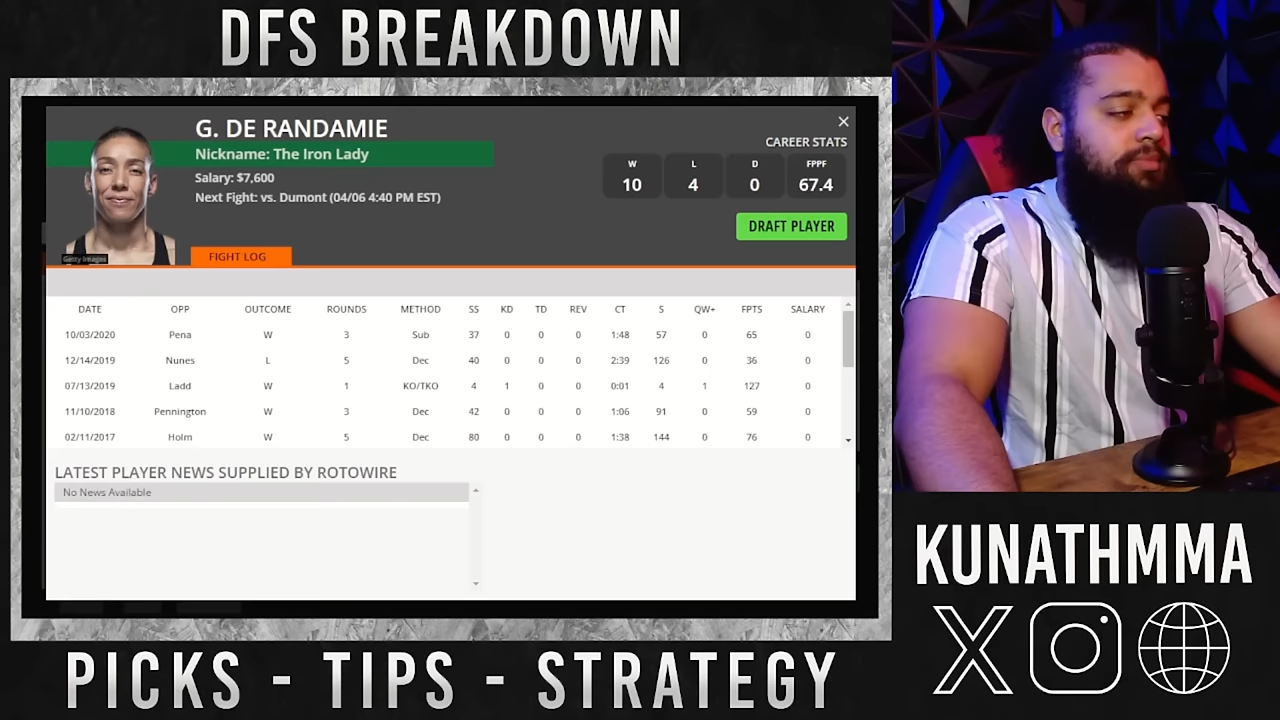 DFS BREAKDOWN
G. DE RANDAMIE
Nickname: The Iron Lady
Salary: $7,600
Next Fight: vs. Dumont (04/06 4:40 PM EST)
CAREER STATS
W L D FPPF
10 4 0 67.4
DRAFT PLAYER
Getty Images
FIGHT LOG
DATE OPP OUTCOME ROUNDS METHOD SS KD TD REV CT S QW+ FPTS SALARY
10/03/2020 Pena W 3 Sub 37 0 0 0 1:48 57 0 65 0
12/14/2019 Nunes L 5 Dec 40 0 0 0 2:39 126 0 36 0
07/13/2019 Ladd W 1 KO/TKO 4 1 0 0 0:01 4 1 127 0
11/10/2018 Pennington W 3 Dec 42 0 0 0 1:06 91 0 59 0
02/11/2017 Holm W 5 Dec 80 0 0 0 1:38 144 0 76 0
LATEST PLAYER NEWS SUPPLIED BY ROTOWIRE
No News Available
KUNATHMMA
PICKS - TIPS - STRATEGY